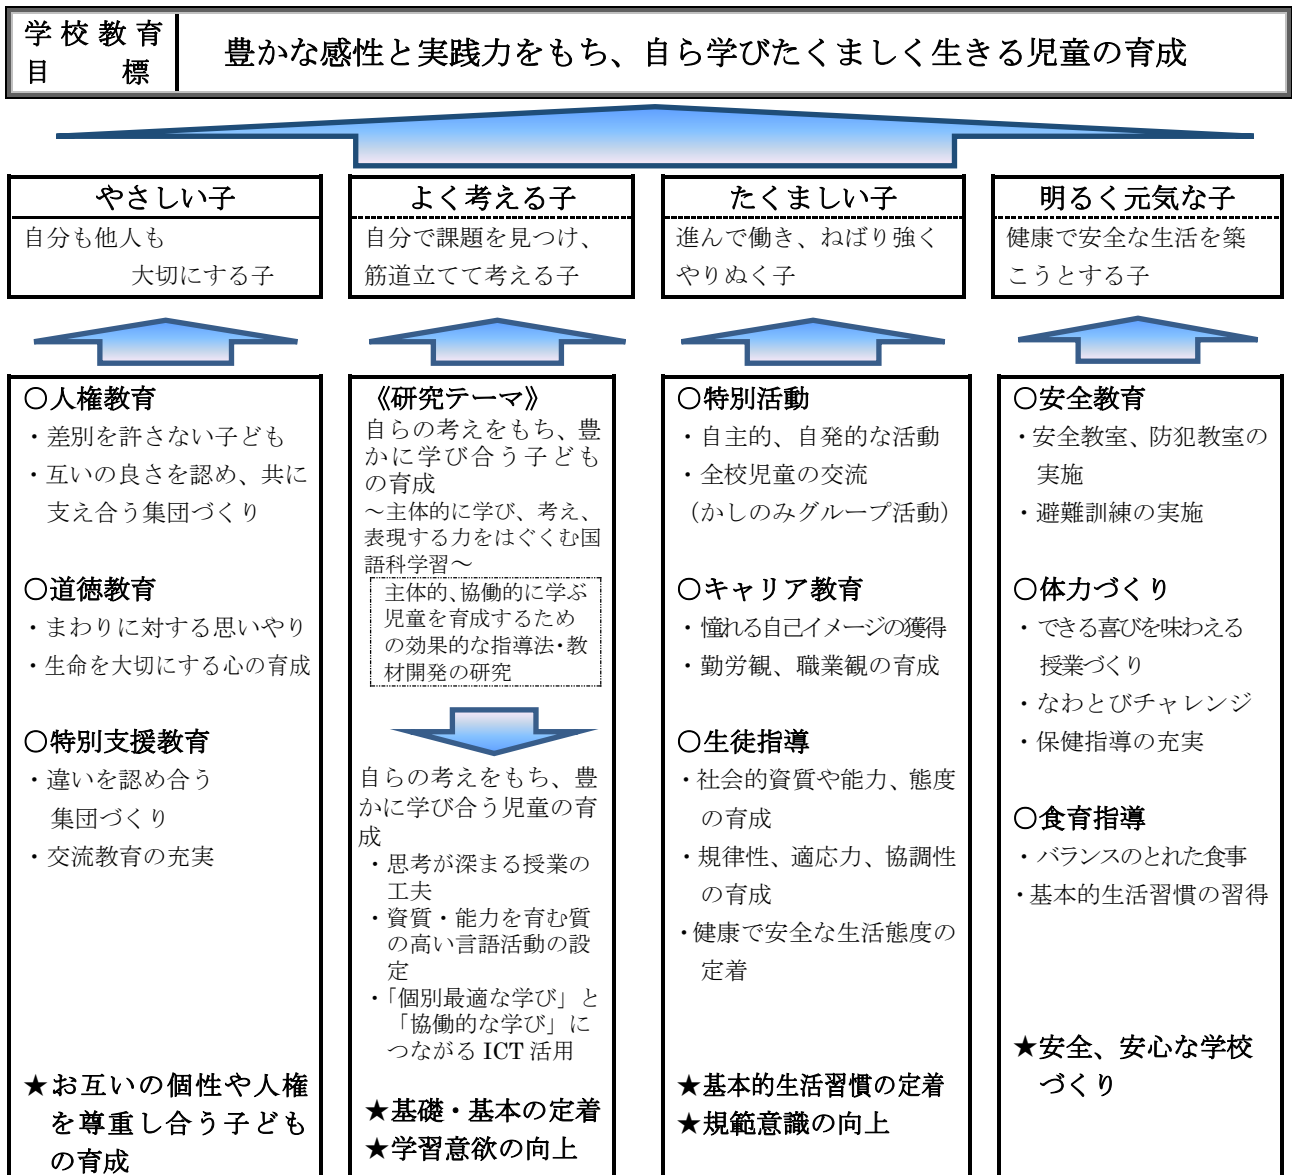 学校教育
目標
豊かな感性と実践力をもち、自ら学びたくましく生きる児童の育成
やさしい子
自分も他人も
大切にする子
よく考える子
自分で課題を見つけ、
筋道立てて考える子
たくましい子
進んで働き、ねばり強く
やりぬく子
明るく元気な子
健康で安全な生活を築
こうとする子
○人権教育
・差別を許さない子ども
・互いの良さを認め、共に
支え合う集団づくり
○道徳教育
・まわりに対する思いやり
・生命を大切にする心の育成
○特別支援教育
・違いを認め合う
集団づくり
・交流教育の充実
★お互いの個性や人権
を尊重し合う子ども
の育成
《研究テーマ》
自らの考えをもち、豊
かに学び合う子ども
の育成
～主体的に学び、考え、
表現する力をはぐくむ国
語科学習～
主体的、協働的に学ぶ
児童を育成するため
の効果的な指導法・教
材開発の研究
自らの考えをもち、豊
かに学び合う児童の育
成
・思考が深まる授業の
工夫
・資質・能力を育む質
の高い言語活動の設
定
・「個別最適な学び」と
「協働的な学び」に
つながる ICT 活用
★基礎・基本の定着
★学習意欲の向上
○特別活動
・自主的、自発的な活動
・全校児童の交流
（かしのみグループ活動）
○キャリア教育
・憧れる自己イメージの獲得
・勤労観、職業観の育成
○生徒指導
・社会的資質や能力、態度
の育成
・規律性、適応力、協調性
の育成
・健康で安全な生活態度の
定着
★基本的生活習慣の定着
★規範意識の向上
○安全教育
・安全教室、防犯教室の
実施
・避難訓練の実施
○体力づくり
・できる喜びを味わえる
授業づくり
・なわとびチャレンジ
・保健指導の充実
○食育指導
・バランスのとれた食事
・基本的生活習慣の習得
★安全、安心な学校
づくり